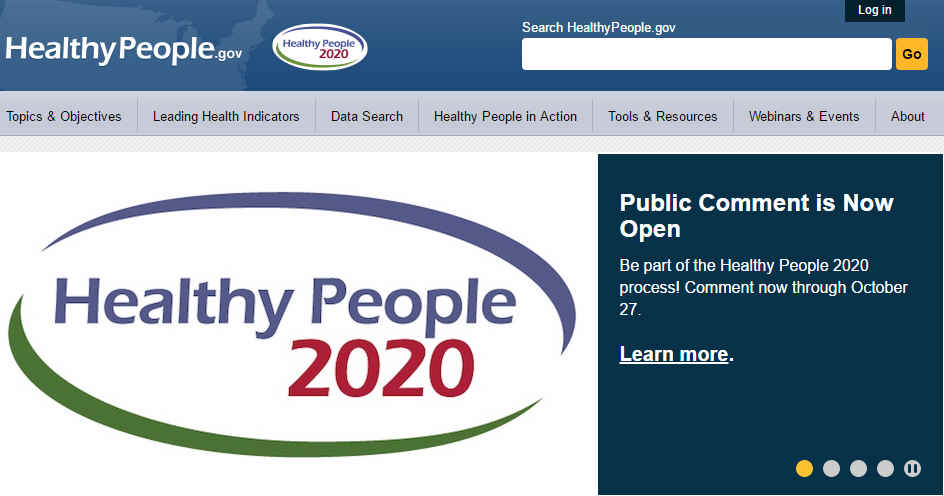 Log in
HealthyPeople.gov
Healthy People
2020
Search HealthyPeople.gov
Go
Topics & Objectives
Leading Health Indicators
Data Search
Healthy People in Action
Tools & Resources
Webinars & Events
About
Healthy People
2020
Public Comment is Now
Open
Be part of the Healthy People 2020
process! Comment now through October
27.
Learn more.